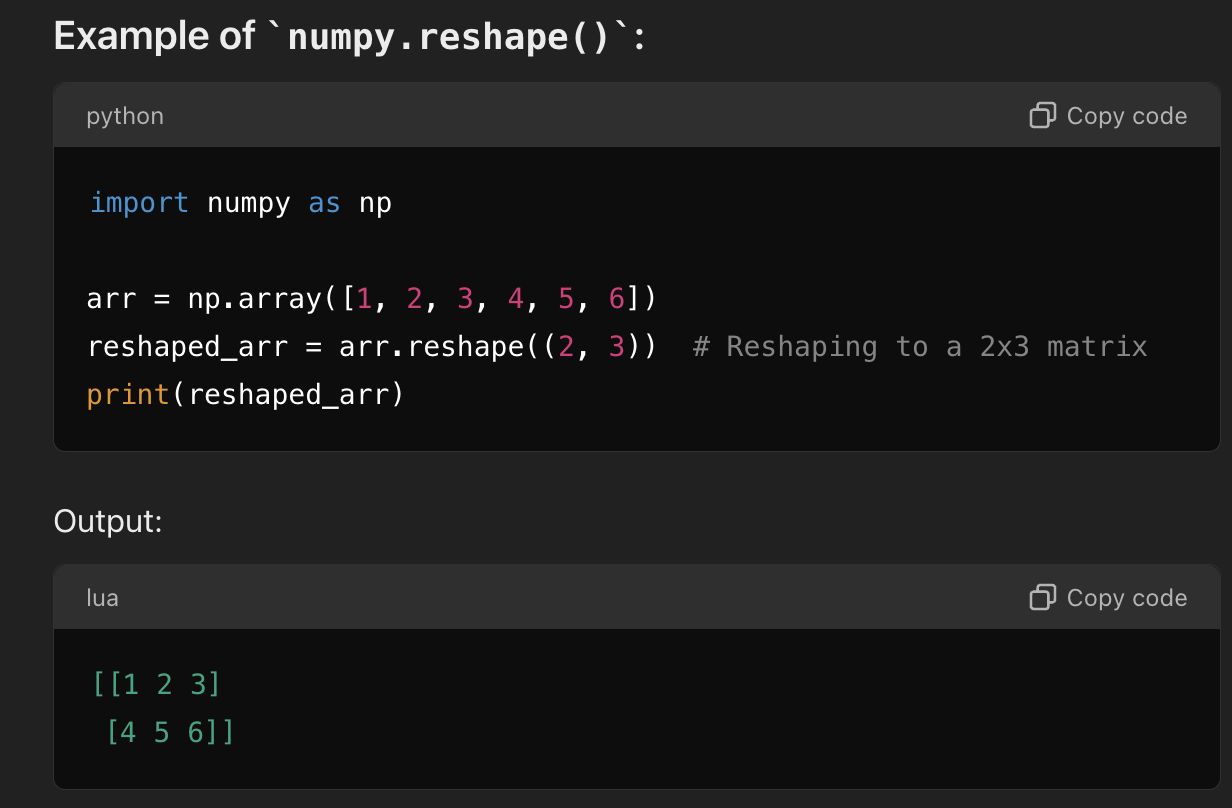 Example of `numpy.reshape()`:
python
Copy code
import numpy as np
arr = np.array([1, 2, 3, 4, 5, 6])
reshaped_arr = arr.reshape((2, 3))  # Reshaping to a 2x3 matrix
print(reshaped_arr)
Output:
lua
Copy code
[[1 2 3]
 [4 5 6]]